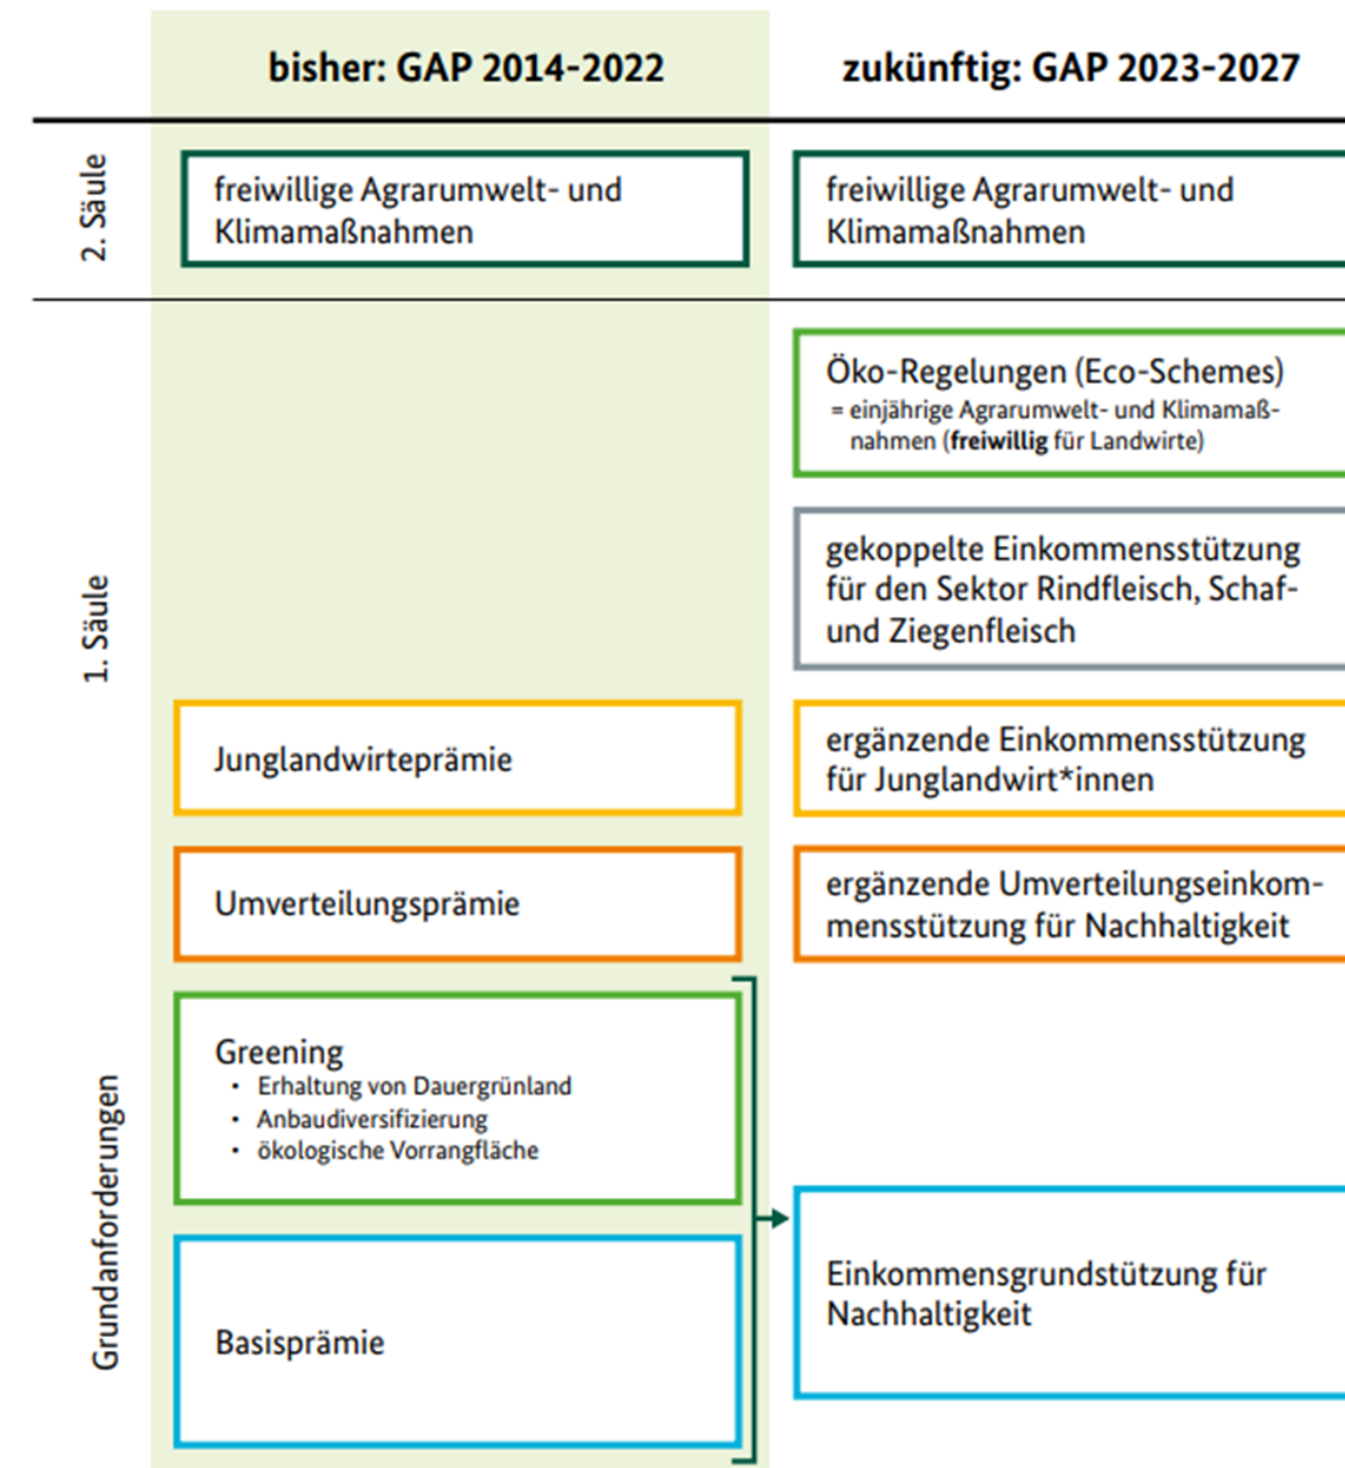 bisher: GAP 2014-2022
zukünftig: GAP 2023-2027
2. Säule
freiwillige Agrarumwelt- und
Klimamaßnahmen
freiwillige Agrarumwelt- und
Klimamaßnahmen
1. Säule
Öko-Regelungen (Eco-Schemes)
= einjährige Agrarumwelt- und Klimamaß-
nahmen (freiwillig für Landwirte)
gekoppelte Einkommensstützung
für den Sektor Rindfleisch, Schaf-
und Ziegenfleisch
Junglandwirteprämie
ergänzende Einkommensstützung
für Junglandwirt*innen
Umverteilungsprämie
ergänzende Umverteilungseinkom-
mensstützung für Nachhaltigkeit
Grundanforderungen
Greening
• Erhaltung von Dauergrünland
• Anbaudiversifizierung
• ökologische Vorrangfläche
Basisprämie
Einkommensgrundstützung für
Nachhaltigkeit